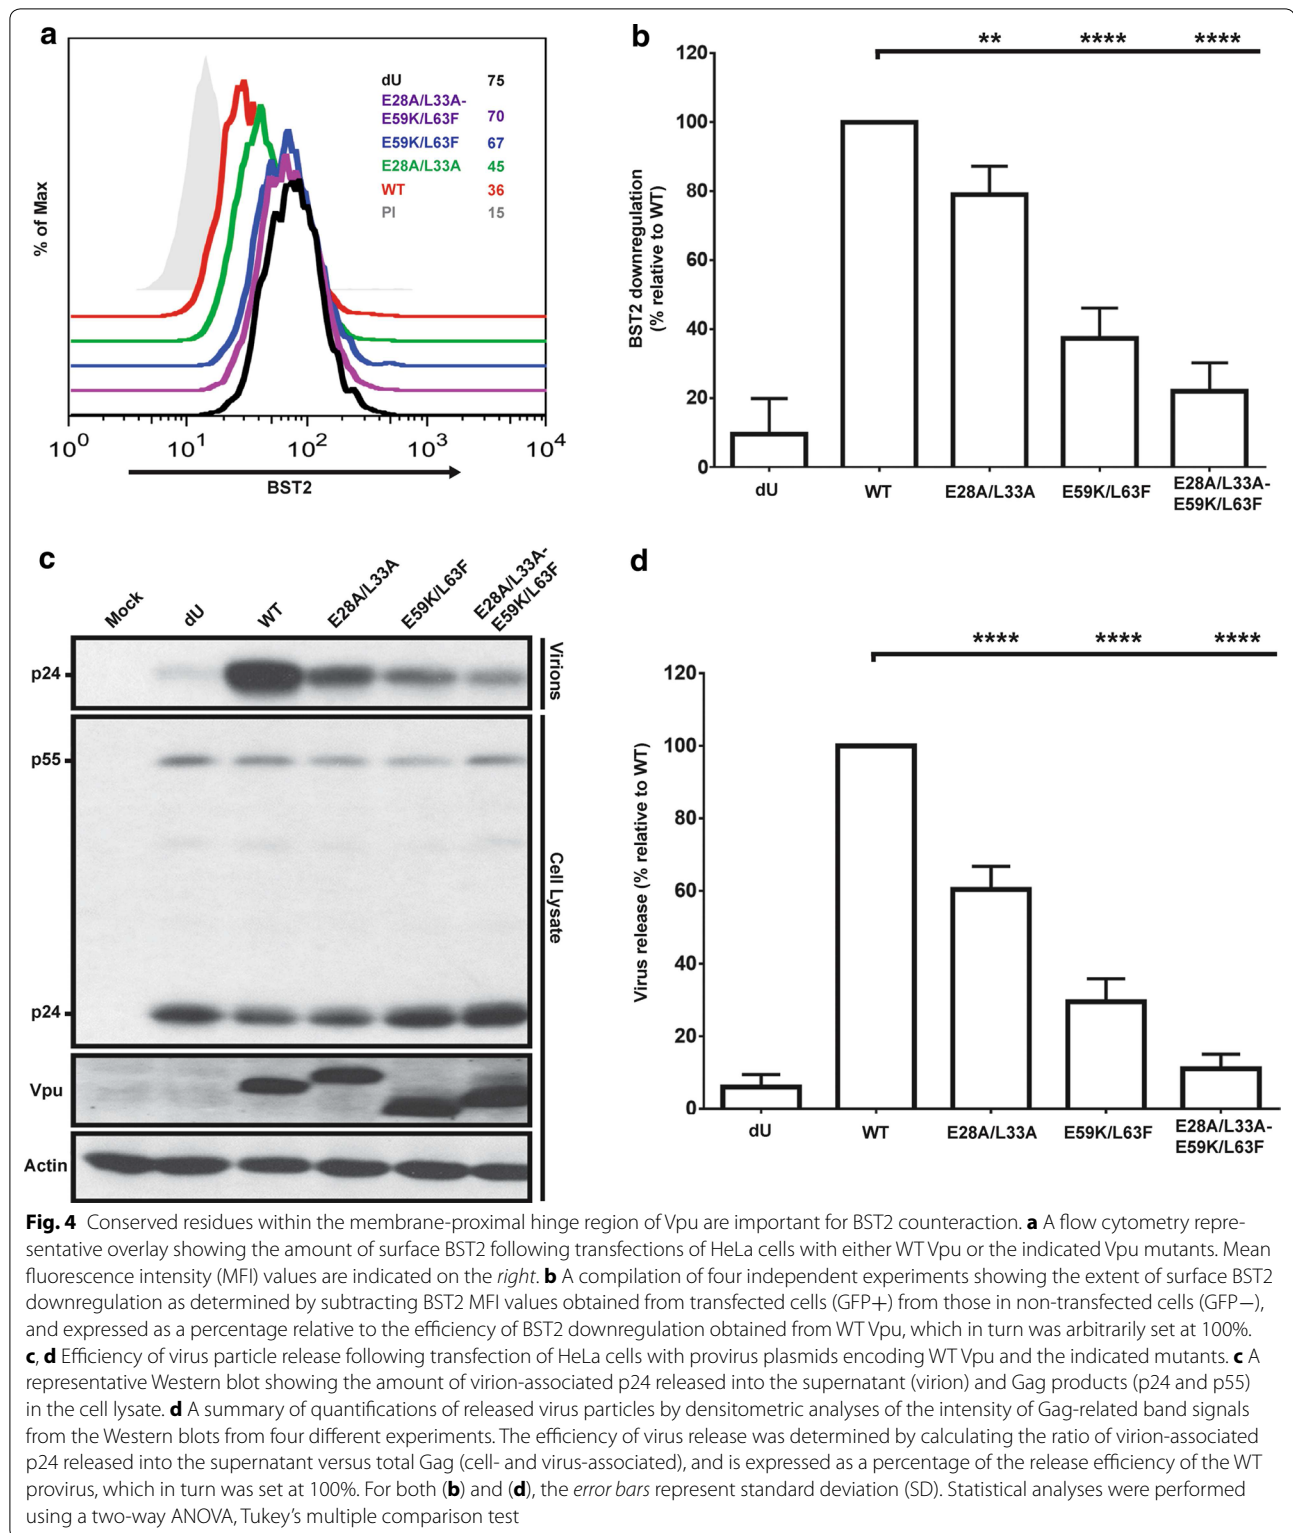 a
% of Max
dU 75
E28A/L33A-
E59K/L63F 70
E59K/L63F 67
E28A/L33A 45
WT 36
PI 15
10^0 10^1 10^2 10^3 10^4
BST2
b
BST2 downregulation
(% relative to WT)
** **** ****
120
100
80
60
40
20
0
dU WT E28A/L33A E59K/L63F E28A/L33A-
E59K/L63F
c
Mock dU WT E28A/L33A E59K/L63F E28A/L33A-
E59K/L63F
p24
Virions
p55
p24
Cell Lysate
Vpu
Actin
d
Virus release (% relative to WT)
**** **** ****
120
100
80
60
40
20
0
dU WT E28A/L33A E59K/L63F E28A/L33A-
E59K/L63F
Fig. 4 Conserved residues within the membrane-proximal hinge region of Vpu are important for BST2 counteraction. a A flow cytometry repre-
sentative overlay showing the amount of surface BST2 following transfections of HeLa cells with either WT Vpu or the indicated Vpu mutants. Mean
fluorescence intensity (MFI) values are indicated on the right. b A compilation of four independent experiments showing the extent of surface BST2
downregulation as determined by subtracting BST2 MFI values obtained from transfected cells (GFP+) from those in non-transfected cells (GFP−),
and expressed as a percentage relative to the efficiency of BST2 downregulation obtained from WT Vpu, which in turn was arbitrarily set at 100%.
c, d Efficiency of virus particle release following transfection of HeLa cells with provirus plasmids encoding WT Vpu and the indicated mutants. c A
representative Western blot showing the amount of virion-associated p24 released into the supernatant (virion) and Gag products (p24 and p55)
in the cell lysate. d A summary of quantifications of released virus particles by densitometric analyses of the intensity of Gag-related band signals
from the Western blots from four different experiments. The efficiency of virus release was determined by calculating the ratio of virion-associated
p24 released into the supernatant versus total Gag (cell- and virus-associated), and is expressed as a percentage of the release efficiency of the WT
provirus, which in turn was set at 100%. For both (b) and (d), the error bars represent standard deviation (SD). Statistical analyses were performed
using a two-way ANOVA, Tukey's multiple comparison test